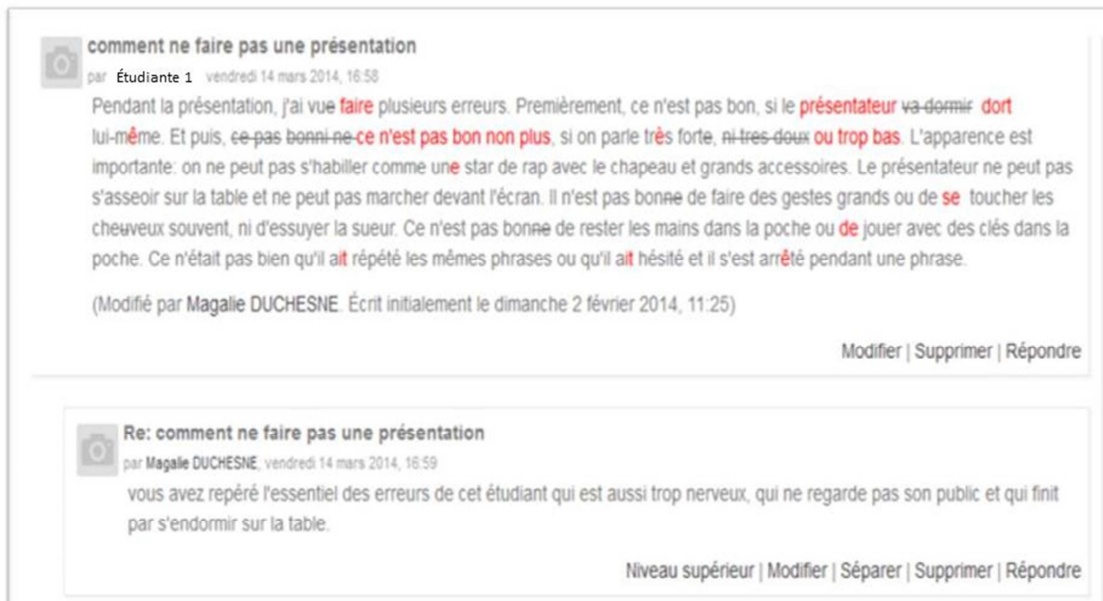 comment ne faire pas une présentation
par Étudiante 1 vendredi 14 mars 2014, 16:58
Pendant la présentation, j'ai vue faire plusieurs erreurs. Premièrement, ce n'est pas bon, si le présentateur va dormir dort
lui-même. Et puis, ce pas bonni ne ce n'est pas bon non plus, si on parle très forte, ni tres doux ou trop bas. L'apparence est
importante: on ne peut pas s'habiller comme une star de rap avec le chapeau et grands accessoires. Le présentateur ne peut pas
s'asseoir sur la table et ne peut pas marcher devant l'écran. Il n'est pas bonne de faire des gestes grands ou de se toucher les
cheuveux souvent, ni d'essuyer la sueur. Ce n'est pas bonne de rester les mains dans la poche ou de jouer avec des clés dans la
poche. Ce n'était pas bien qu'il ait répété les mêmes phrases ou qu'il ait hésité et il s'est arrêté pendant une phrase.
(Modifié par Magalie DUCHESNE. Écrit initialement le dimanche 2 février 2014, 11:25)
Modifier | Supprimer | Répondre
Re: comment ne faire pas une présentation
par Magalie DUCHESNE, vendredi 14 mars 2014, 16:59
vous avez repéré l'essentiel des erreurs de cet étudiant qui est aussi trop nerveux, qui ne regarde pas son public et qui finit
par s'endormir sur la table.
Niveau supérieur | Modifier | Séparer | Supprimer | Répondre